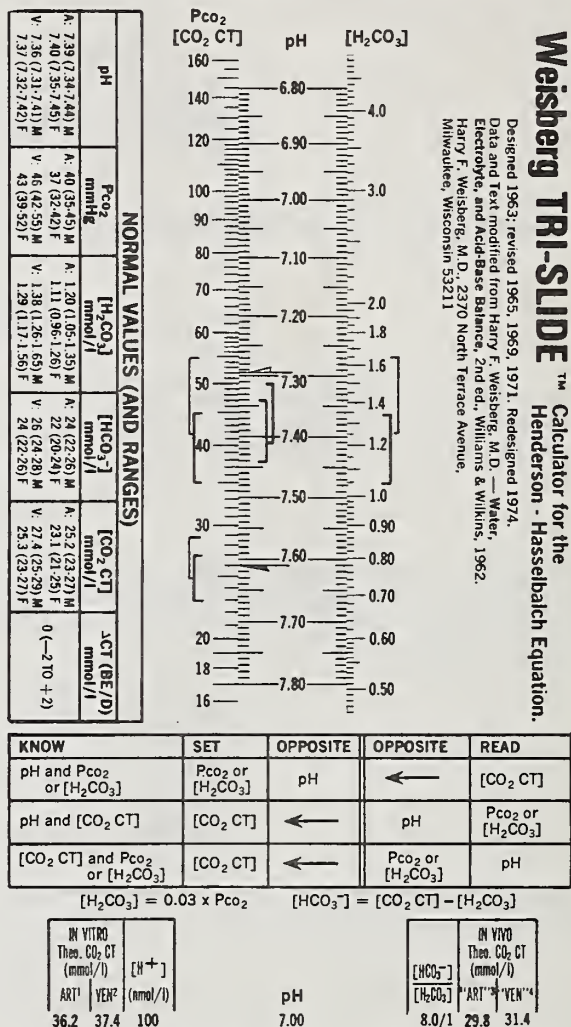 Weisberg TRI-SLIDE™ Calculator for the
Henderson - Hasselbalch Equation.
Designed 1963; revised 1965, 1969, 1971. Redesigned 1974.
Data and Text modified from Harry F. Weisberg, M.D. — Water,
Electrolyte, and Acid-Base Balance, 2nd ed., Williams & Wilkins, 1962.
Harry F. Weisberg, M.D., 2370 North Terrace Avenue,
Milwaukee, Wisconsin 53211
Pco₂
[CO₂ CT] pH [H₂CO₃]
160
140
120
100
90
80
70
60
50
40
30
20
18
16
6.80
6.90
7.00
7.10
7.20
7.30
7.40
7.50
7.60
7.70
7.80
4.0
3.0
2.0
1.8
1.6
1.4
1.2
1.0
0.90
0.80
0.70
0.60
0.50
NORMAL VALUES (AND RANGES)
pH Pco₂ mmHg [H₂CO₃] mmol/l [HCO₃⁻] mmol/l [CO₂ CT] mmol/l ΔCT (BE/D) mmol/l
A: 7.39 (7.34-7.44) M A: 40 (35-45) M A: 1.20 (1.05-1.35) M A: 24 (22-26) M A: 25.2 (23-27) M
7.40 (7.35-7.45) F 37 (32-42) F 1.11 (0.96-1.26) F 22 (20-24) F 23.1 (21-25) F 0 (—2 TO +2)
V: 7.36 (7.31-7.41) M V: 46 (42-55) M V: 1.38 (1.26-1.65) M V: 26 (24-28) M V: 27.4 (25-29) M
7.37 (7.32-7.42) F 43 (39-52) F 1.29 (1.17-1.56) F 24 (22-26) F 25.3 (23-27) F
KNOW SET OPPOSITE OPPOSITE READ
pH and Pco₂ or [H₂CO₃] Pco₂ or [H₂CO₃] pH ← [CO₂ CT]
pH and [CO₂ CT] [CO₂ CT] ← pH Pco₂ or [H₂CO₃]
[CO₂ CT] and Pco₂ or [H₂CO₃] [CO₂ CT] ← Pco₂ or [H₂CO₃] pH
[H₂CO₃] = 0.03 x Pco₂ [HCO₃⁻] = [CO₂ CT] – [H₂CO₃]
IN VITRO
Theo. CO₂ CT
(mmol/l)
ART¹ VEN²
[H+]
(nmol/l)
pH
[HCO₃⁻]
[H₂CO₃]
IN VIVO
Theo. CO₂ CT
(mmol/l)
"ART"³ "VEN"⁴
36.2 37.4 100 7.00 8.0/1 29.8 31.4